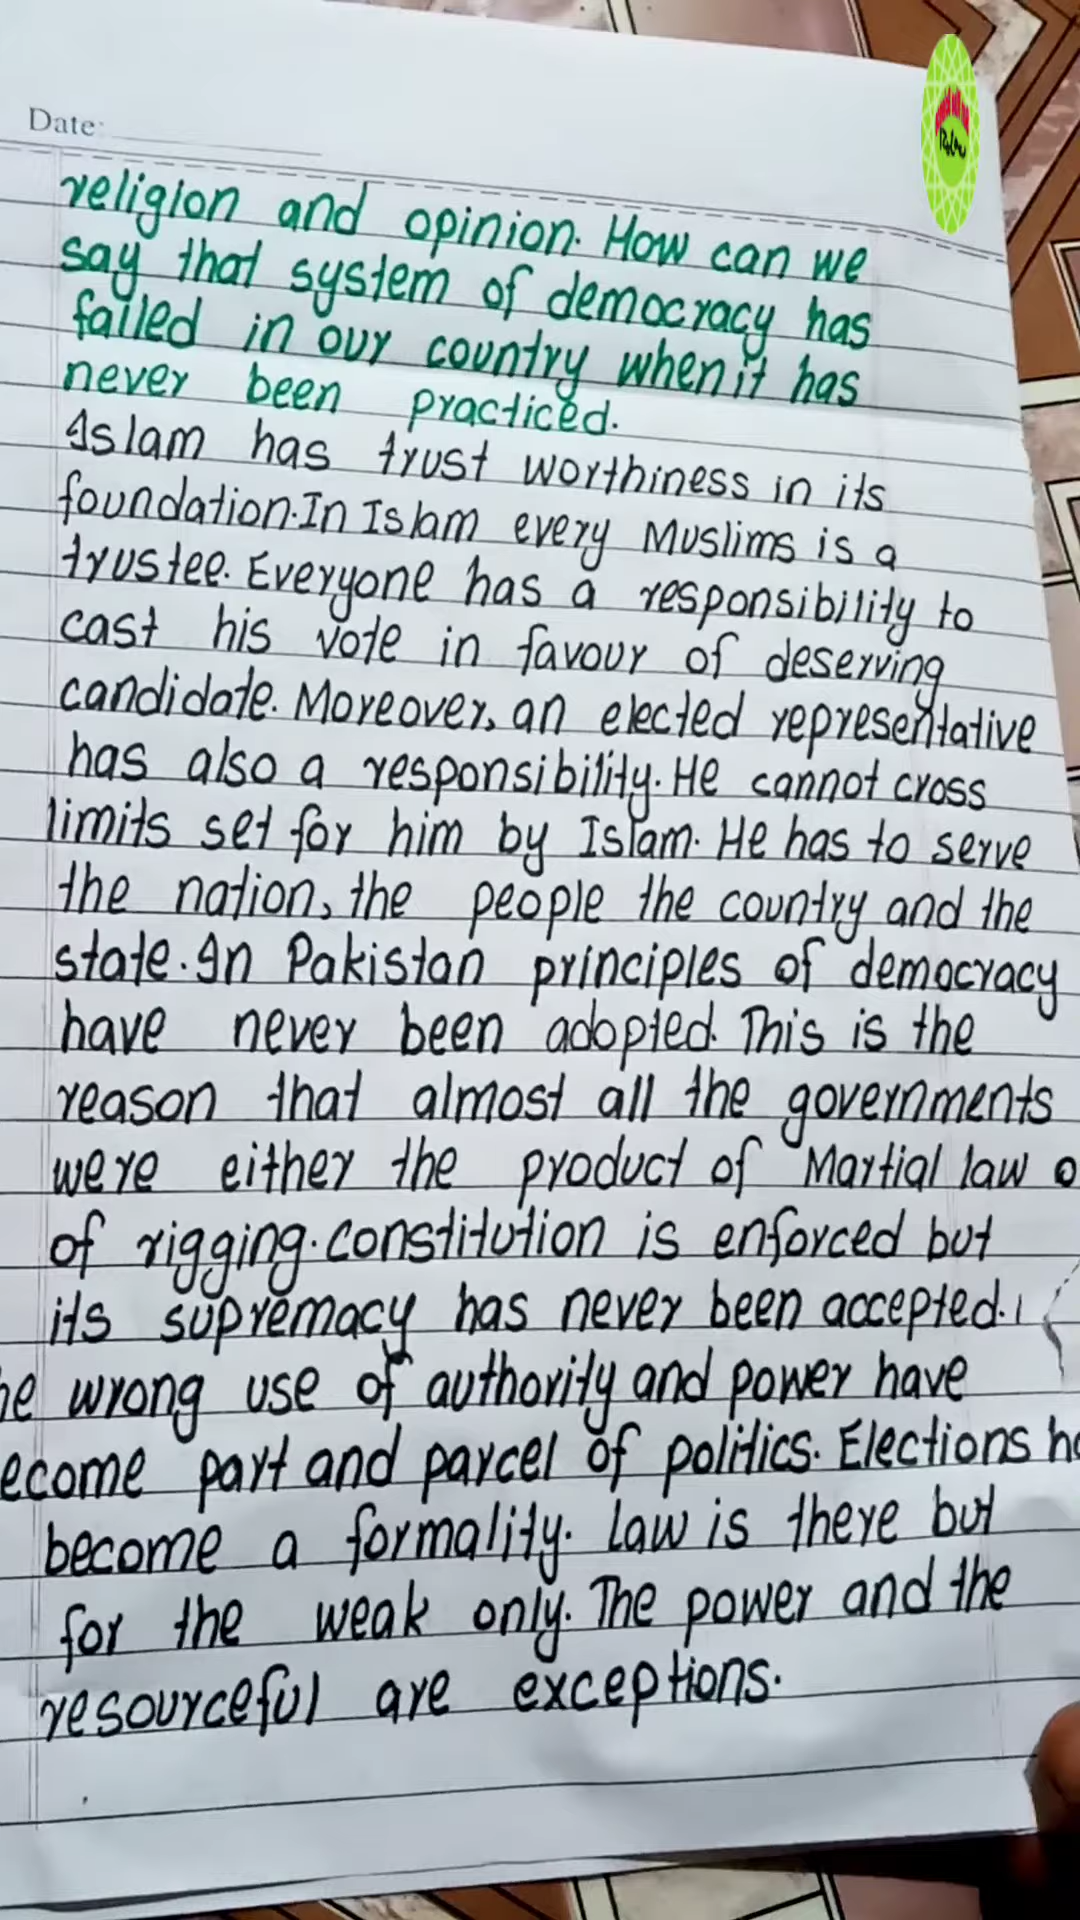 Date:
religion and opinion. How can we
say that system of democracy has
failed in our country when it has
never been practiced.
Islam has trust worthiness in its
foundation. In Islam every Muslims is a
trustee. Everyone has a responsibility to
cast his vote in favour of deserving
candidate. Moreover, an elected representative
has also a responsibility. He cannot cross
limits set for him by Islam. He has to serve
the nation, the people the country and the
state. In Pakistan principles of democracy
have never been adopted. This is the
reason that almost all the governments
were either the product of Martial law o
of rigging. constitution is enforced but
its supremacy has never been accepted.
he wrong use of authority and power have
ecome part and parcel of politics. Elections ha
become a formality. Law is there but
for the weak only. The power and the
resourceful are exceptions.